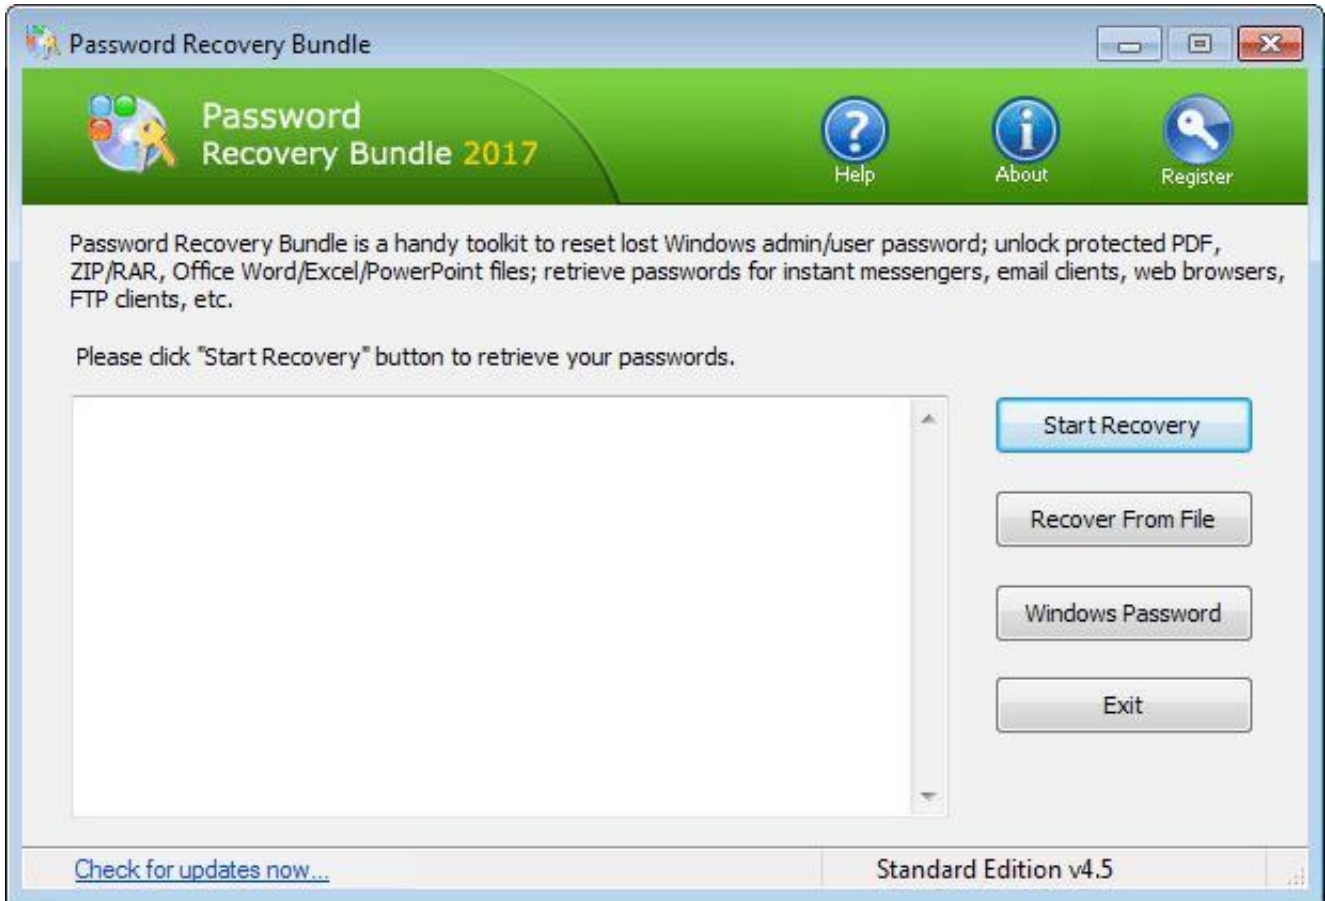 Password Recovery Bundle
Password
Recovery Bundle 2017
Help
About
Register
Password Recovery Bundle is a handy toolkit to reset lost Windows admin/user password; unlock protected PDF,
ZIP/RAR, Office Word/Excel/PowerPoint files; retrieve passwords for instant messengers, email clients, web browsers,
FTP clients, etc.
Please click "Start Recovery" button to retrieve your passwords.
Start Recovery
Recover From File
Windows Password
Exit
Check for updates now...
Standard Edition v4.5